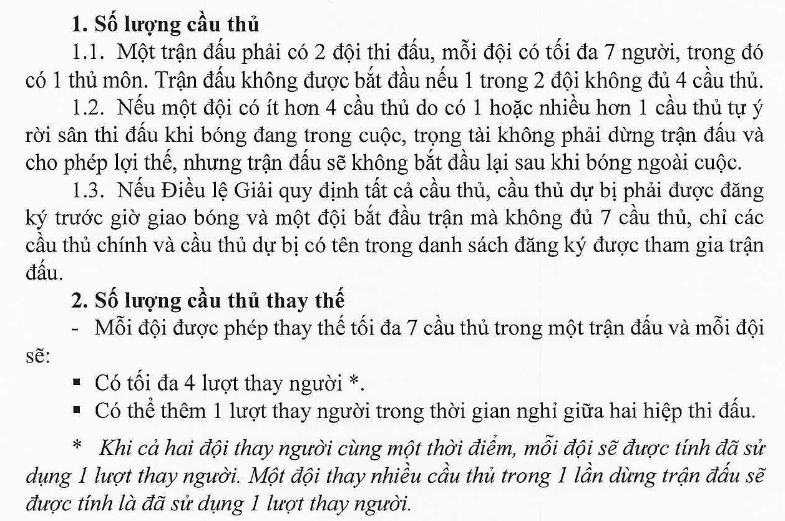 1. Số lượng cầu thủ
1.1. Một trận đấu phải có 2 đội thi đấu, mỗi đội có tối đa 7 người, trong đó
có 1 thủ môn. Trận đấu không được bắt đầu nếu 1 trong 2 đội không đủ 4 cầu thủ.
1.2. Nếu một đội có ít hơn 4 cầu thủ do có 1 hoặc nhiều hơn 1 cầu thủ tự ý
rời sân thi đấu khi bóng đang trong cuộc, trọng tài không phải dừng trận đấu và
cho phép lợi thế, nhưng trận đấu sẽ không bắt đầu lại sau khi bóng ngoài cuộc.
1.3. Nếu Điều lệ Giải quy định tất cả cầu thủ, cầu thủ dự bị phải được đăng
ký trước giờ giao bóng và một đội bắt đầu trận mà không đủ 7 cầu thủ, chỉ các
cầu thủ chính và cầu thủ dự bị có tên trong danh sách đăng ký được tham gia trận
đấu.
2. Số lượng cầu thủ thay thế
- Mỗi đội được phép thay thế tối đa 7 cầu thủ trong một trận đấu và mỗi đội
sẽ:
▪ Có tối đa 4 lượt thay người *.
▪ Có thể thêm 1 lượt thay người trong thời gian nghỉ giữa hai hiệp thi đấu.
* Khi cả hai đội thay người cùng một thời điểm, mỗi đội sẽ được tính đã sử
dụng 1 lượt thay người. Một đội thay nhiều cầu thủ trong 1 lần dừng trận đấu sẽ
được tính là đã sử dụng 1 lượt thay người.